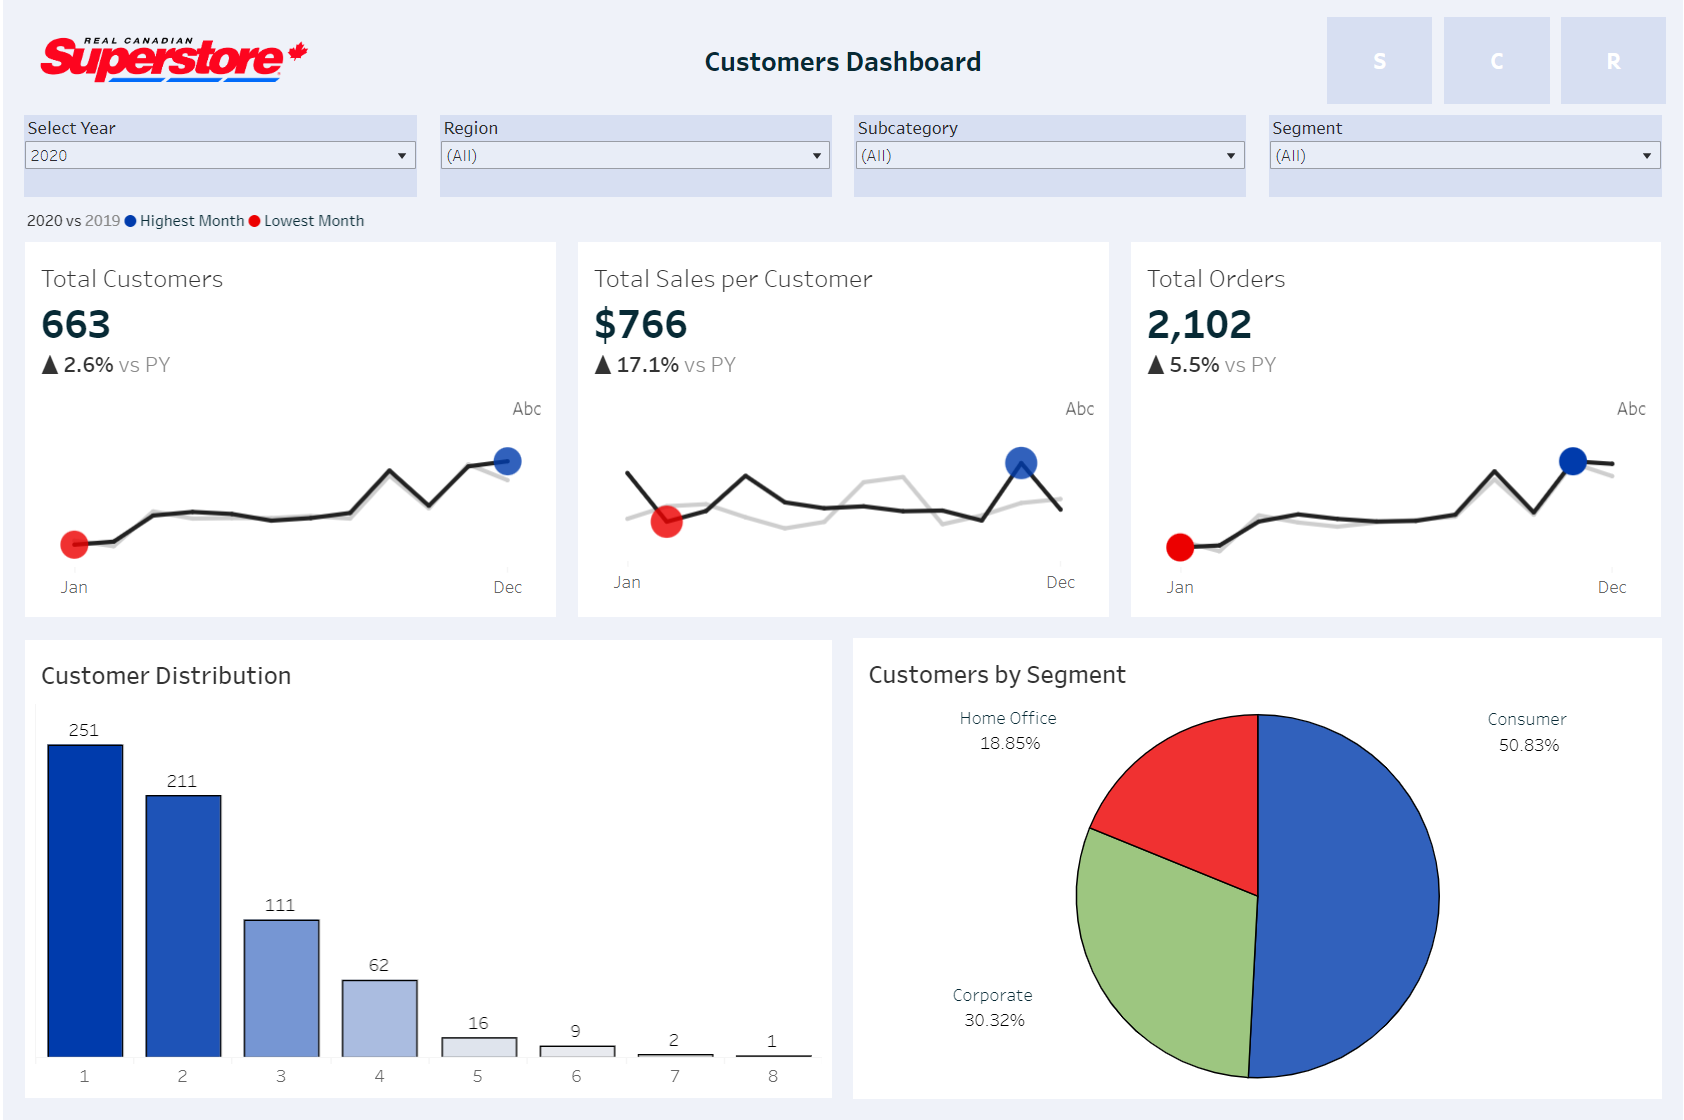 REAL CANADIAN
Superstore
Customers Dashboard
S
C
R
Select Year
2020
Region
(All)
Subcategory
(All)
Segment
(All)
2020 vs 2019 Highest Month Lowest Month
Total Customers
663
▲ 2.6% vs PY
Abc
Jan
Dec
Total Sales per Customer
$766
▲ 17.1% vs PY
Abc
Jan
Dec
Total Orders
2,102
▲ 5.5% vs PY
Abc
Jan
Dec
Customer Distribution
251
211
111
62
16
9
2
1
1 2 3 4 5 6 7 8
Customers by Segment
Home Office
18.85%
Consumer
50.83%
Corporate
30.32%